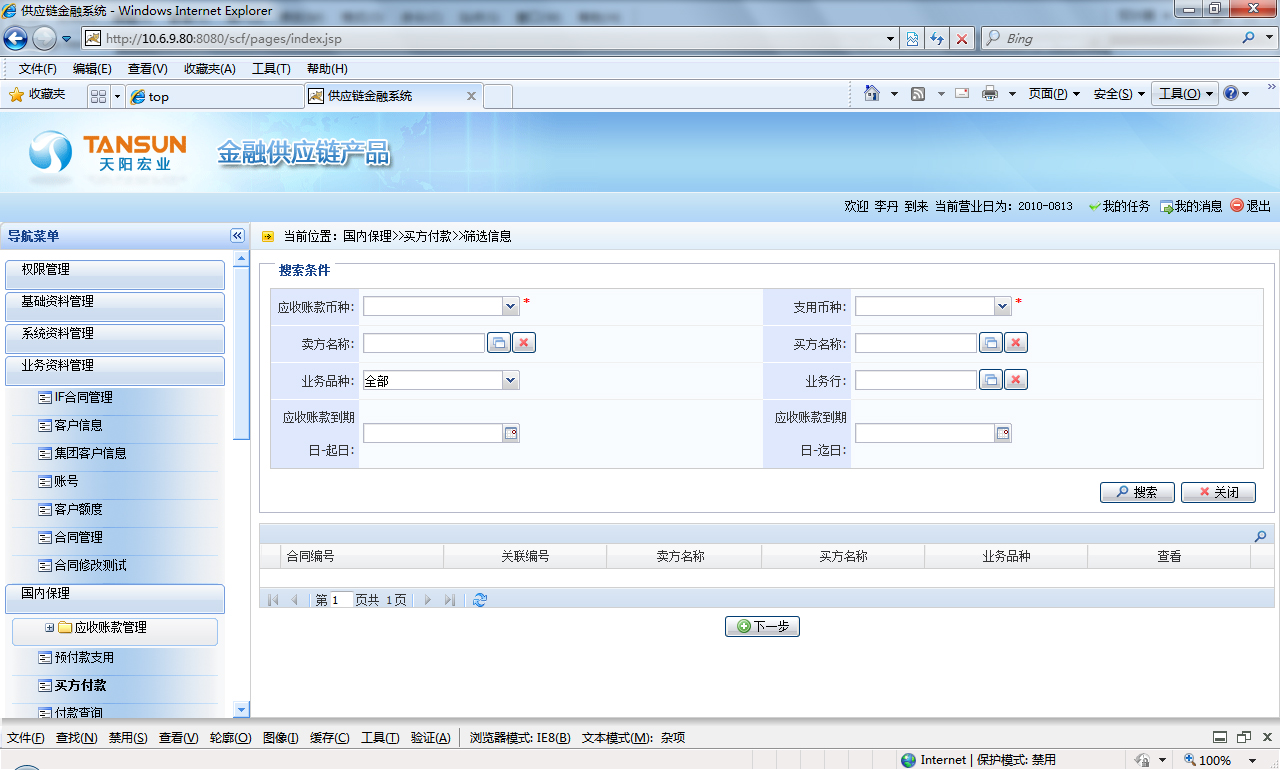 供应链金融系统 - Windows Internet Explorer
http://10.6.9.80:8080/scf/pages/index.jsp
Bing
文件(F) 编辑(E) 查看(V) 收藏夹(A) 工具(T) 帮助(H)
收藏夹 top 供应链金融系统 页面(P) 安全(S) 工具(O)
TANSUN
天阳宏业
金融供应链产品
欢迎 李丹 到来 当前营业日为: 2010-0813 我的任务 我的消息 退出
导航菜单
当前位置: 国内保理>>买方付款>>筛选信息
权限管理
基础资料管理
系统资料管理
业务资料管理
IF合同管理
客户信息
集团客户信息
账号
客户额度
合同管理
合同修改测试
国内保理
应收账款管理
预付款支用
买方付款
付款查询
搜索条件
应收账款币种: * 支用币种: *
卖方名称: 买方名称:
业务品种: 全部 业务行:
应收账款到期日-起日: 应收账款到期日-迄日:
搜索 关闭
合同编号 关联编号 卖方名称 买方名称 业务品种 查看
第 1 页共 1页
下一步
文件(F) 查找(N) 禁用(S) 查看(V) 轮廓(O) 图像(I) 缓存(C) 工具(T) 验证(A) 浏览器模式: IE8(B) 文本模式(M): 杂项
Internet | 保护模式: 禁用 100%